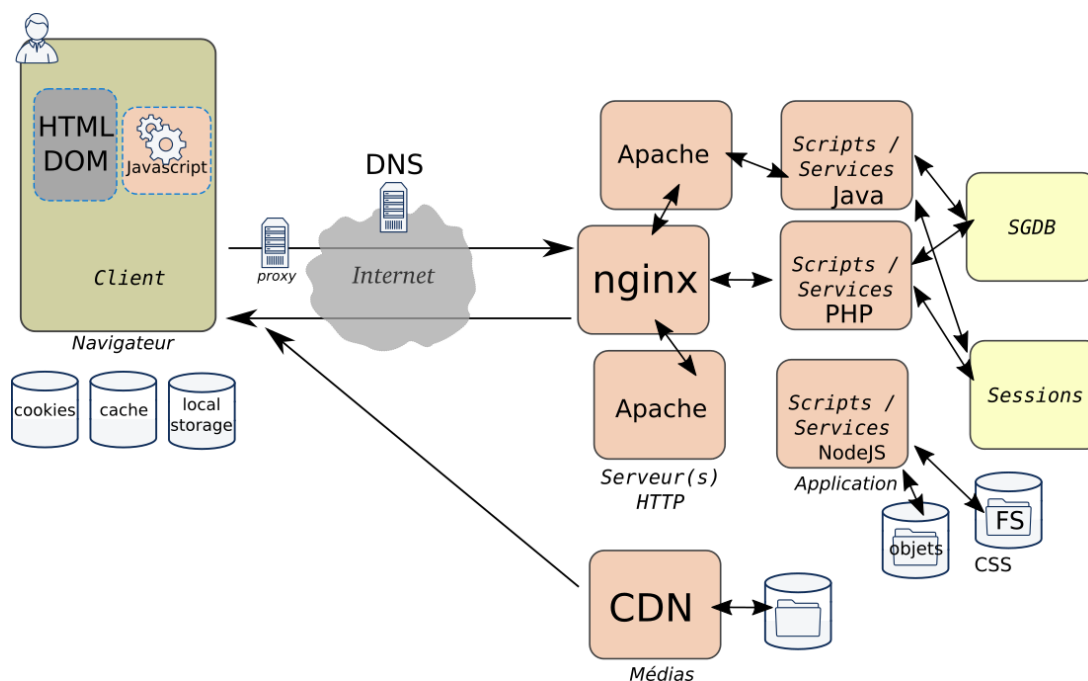 HTML
DOM
Javascript
Client
Navigateur
cookies
cache
local
storage
proxy
DNS
Internet
Apache
nginx
Apache
Serveur(s)
HTTP
Scripts /
Services
Java
Scripts /
Services
PHP
Scripts /
Services
NodeJS
Application
SGDB
Sessions
objets
FS
CSS
CDN
Médias